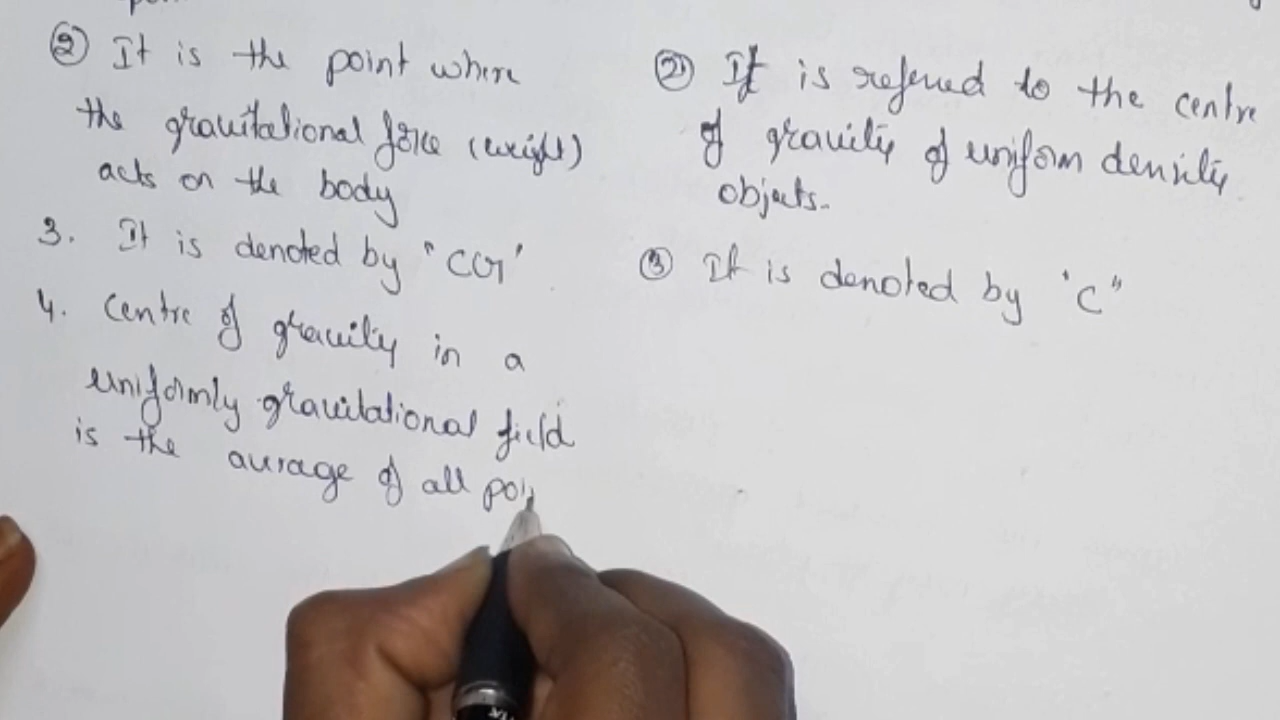 ② It is the point where
the gravitational force (weight)
acts on the body
3. It is denoted by "CG"
4. Centre of gravity in a
uniformly gravitational field
is the average of all poi
② It is referred to the centre
of gravity of uniform density
objects.
③ It is denoted by 'C"